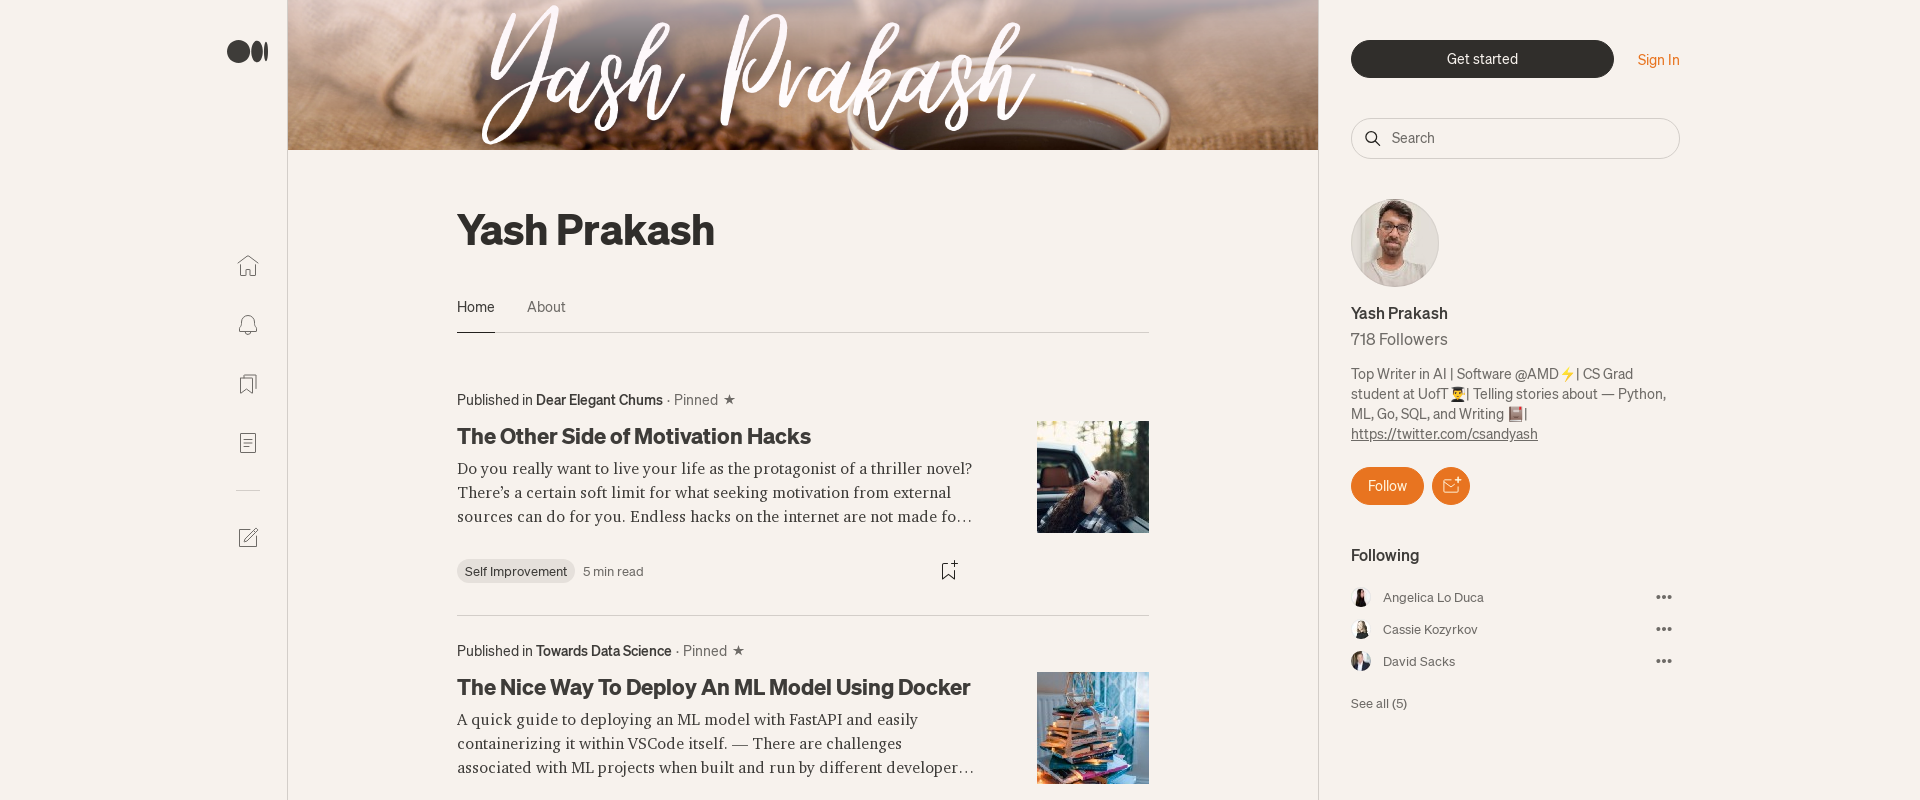 Yash Prakash
Get started
Sign In
Search
Yash Prakash
Home
About
Published in Dear Elegant Chums · Pinned ★
The Other Side of Motivation Hacks
Do you really want to live your life as the protagonist of a thriller novel?
There’s a certain soft limit for what seeking motivation from external
sources can do for you. Endless hacks on the internet are not made fo…
Self Improvement
5 min read
Published in Towards Data Science · Pinned ★
The Nice Way To Deploy An ML Model Using Docker
A quick guide to deploying an ML model with FastAPI and easily
containerizing it within VSCode itself. — There are challenges
associated with ML projects when built and run by different developer…
Yash Prakash
718 Followers
Top Writer in AI | Software @AMD⚡| CS Grad
student at UofT👨‍🎓| Telling stories about — Python,
ML, Go, SQL, and Writing 📔|
https://twitter.com/csandyash
Follow
Following
Angelica Lo Duca
Cassie Kozyrkov
David Sacks
See all (5)